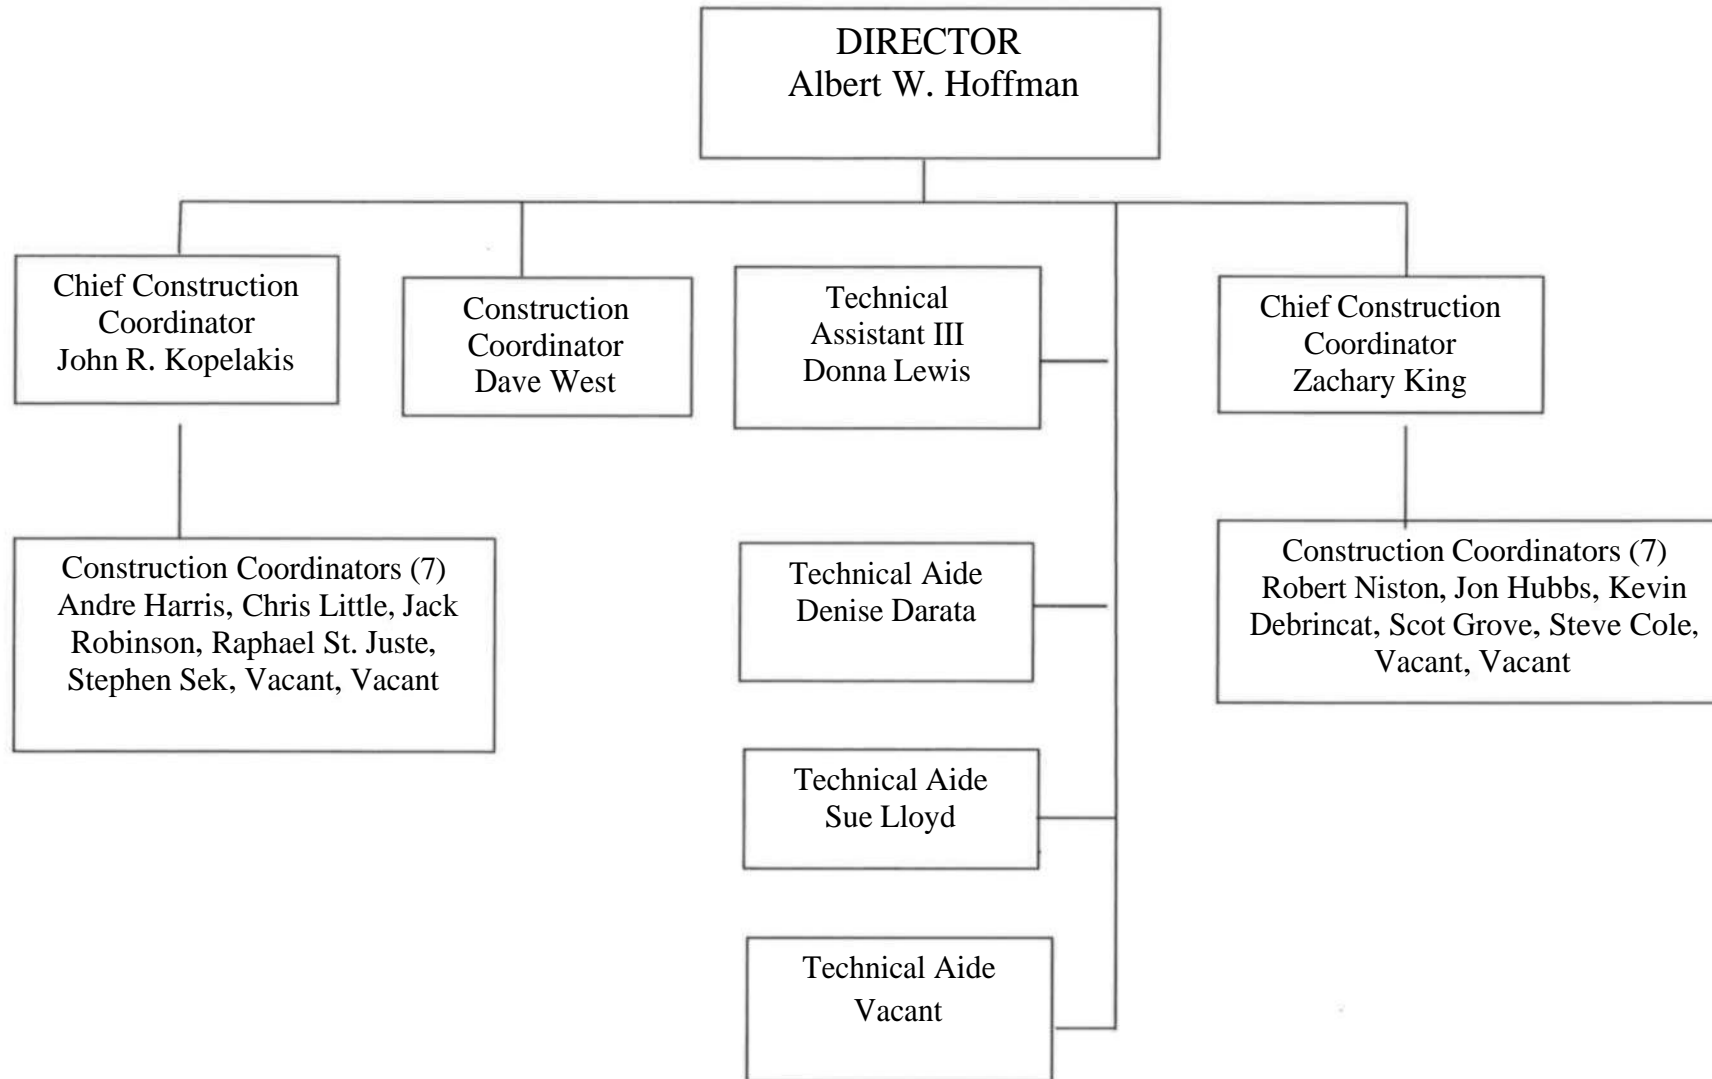 DIRECTOR
Albert W. Hoffman
Chief Construction
Coordinator
John R. Kopelakis
Construction
Coordinator
Dave West
Technical
Assistant III
Donna Lewis
Chief Construction
Coordinator
Zachary King
Construction Coordinators (7)
Andre Harris, Chris Little, Jack
Robinson, Raphael St. Juste,
Stephen Sek, Vacant, Vacant
Technical Aide
Denise Darata
Construction Coordinators (7)
Robert Niston, Jon Hubbs, Kevin
Debrincat, Scot Grove, Steve Cole,
Vacant, Vacant
Technical Aide
Sue Lloyd
Technical Aide
Vacant